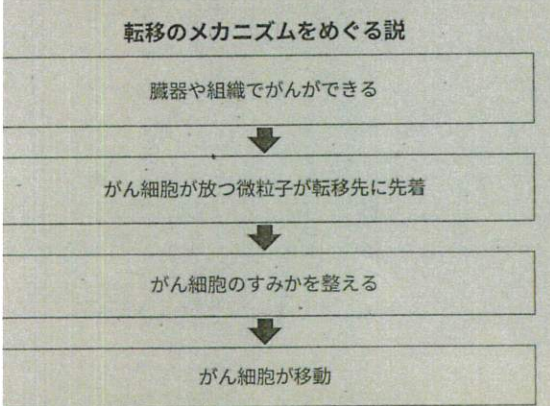 転移のメカニズムをめぐる説
臓器や組織でがんができる
がん細胞が放つ微粒子が転移先に先着
がん細胞のすみかを整える
がん細胞が移動